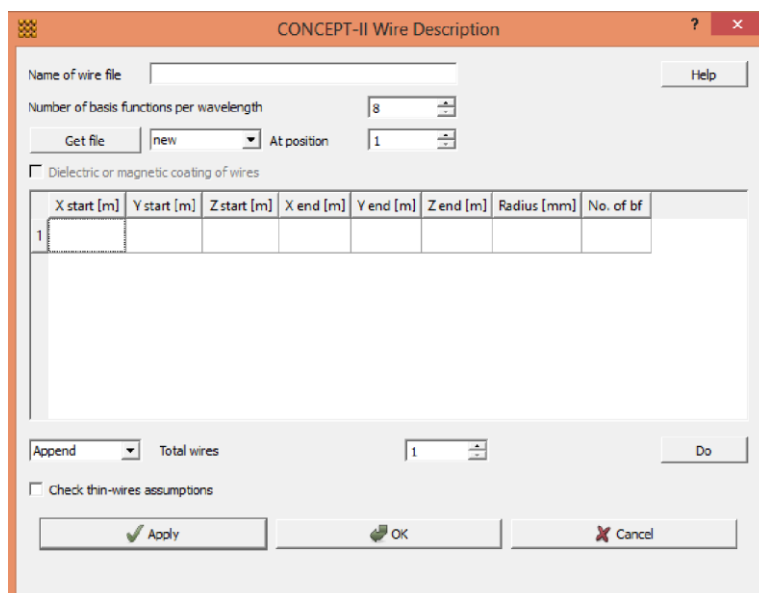 CONCEPT-II Wire Description ? ×
Name of wire file Help
Number of basis functions per wavelength 8
Get file new At position 1
Dielectric or magnetic coating of wires
X start [m] Y start [m] Z start [m] X end [m] Y end [m] Z end [m] Radius [mm] No. of bf
1
Append Total wires 1 Do
Check thin-wires assumptions
Apply OK Cancel